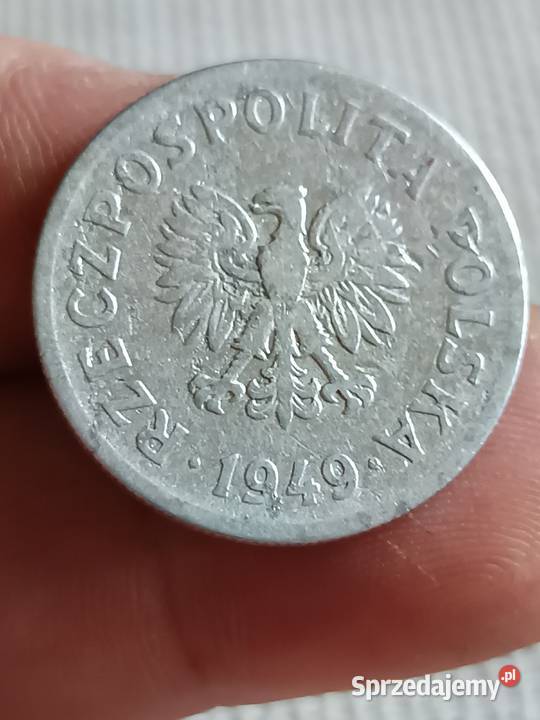 RZECZPOSPOLITA POLSKA
· 1949 ·
Sprzedajemy.pl